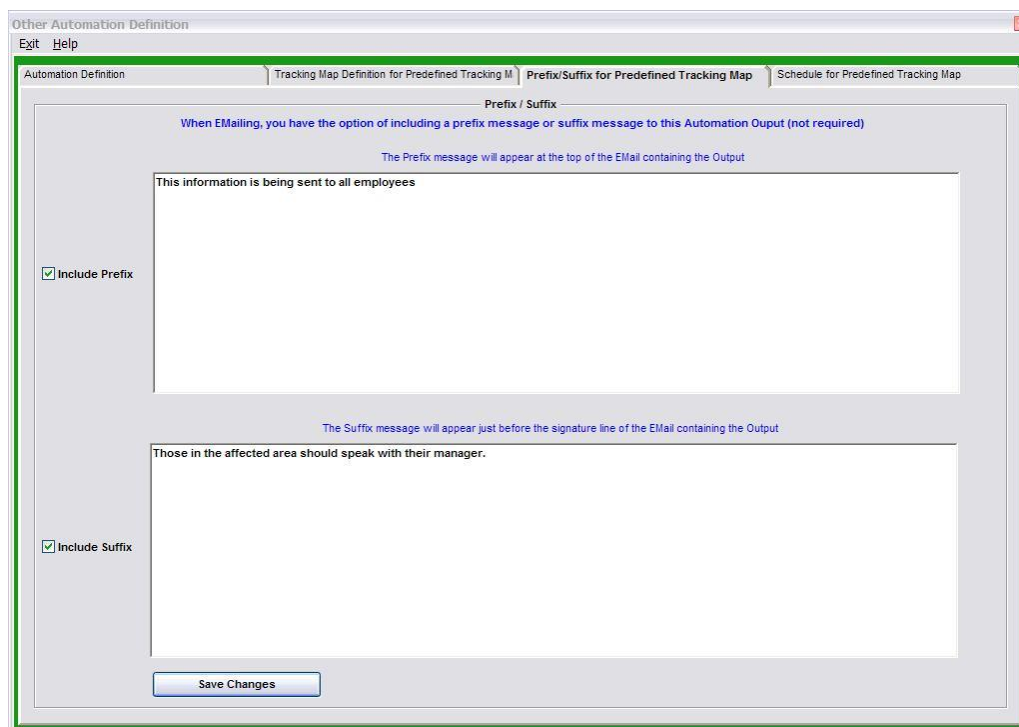 Other Automation Definition
Exit Help
Automation Definition
Tracking Map Definition for Predefined Tracking M
Prefix/Suffix for Predefined Tracking Map
Schedule for Predefined Tracking Map
Prefix / Suffix
When EMailing, you have the option of including a prefix message or suffix message to this Automation Ouput (not required)
The Prefix message will appear at the top of the EMail containing the Output
This information is being sent to all employees
Include Prefix
The Suffix message will appear just before the signature line of the EMail containing the Output
Those in the affected area should speak with their manager.
Include Suffix
Save Changes